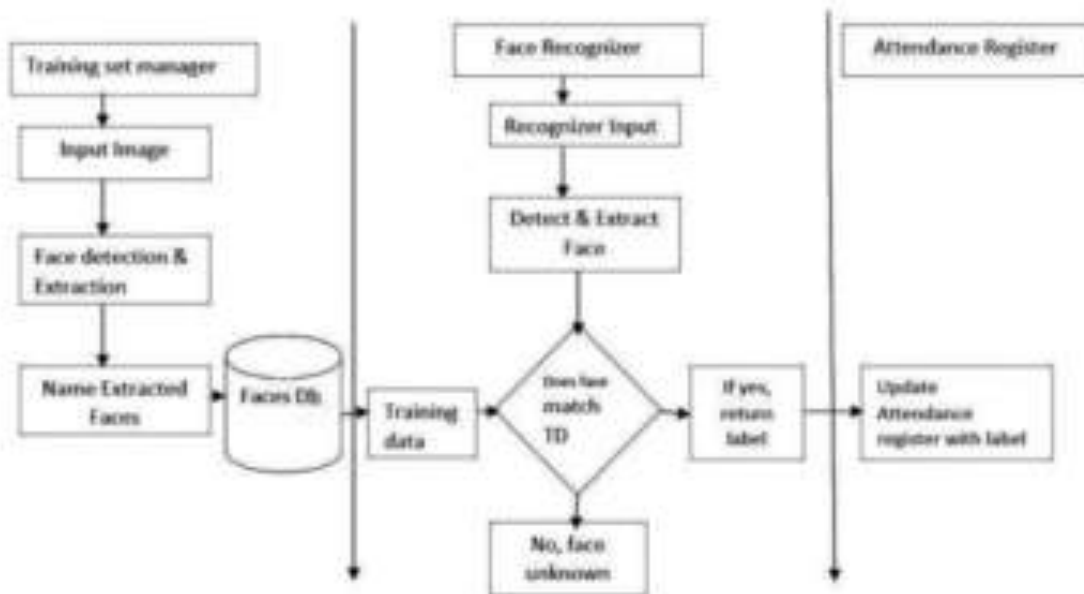 Training set manager
Input Image
Face detection &
Extraction
Name Extracted
Faces
Faces Db
Face Recognizer
Recognizer Input
Detect & Extract
Face
Training
data
Does face
match
TD
If yes,
return
label
No, face
unknown
Attendance Register
Update
Attendance
register with label